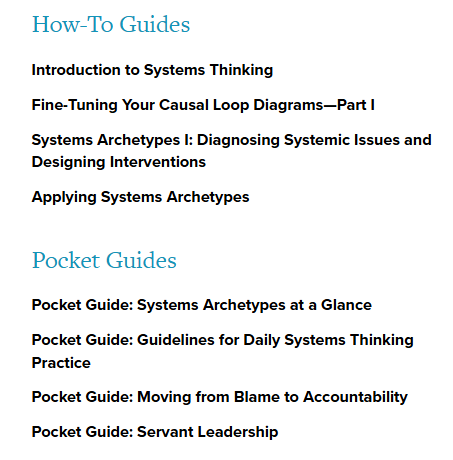 How-To Guides
Introduction to Systems Thinking
Fine-Tuning Your Causal Loop Diagrams—Part I
Systems Archetypes I: Diagnosing Systemic Issues and
Designing Interventions
Applying Systems Archetypes
Pocket Guides
Pocket Guide: Systems Archetypes at a Glance
Pocket Guide: Guidelines for Daily Systems Thinking
Practice
Pocket Guide: Moving from Blame to Accountability
Pocket Guide: Servant Leadership